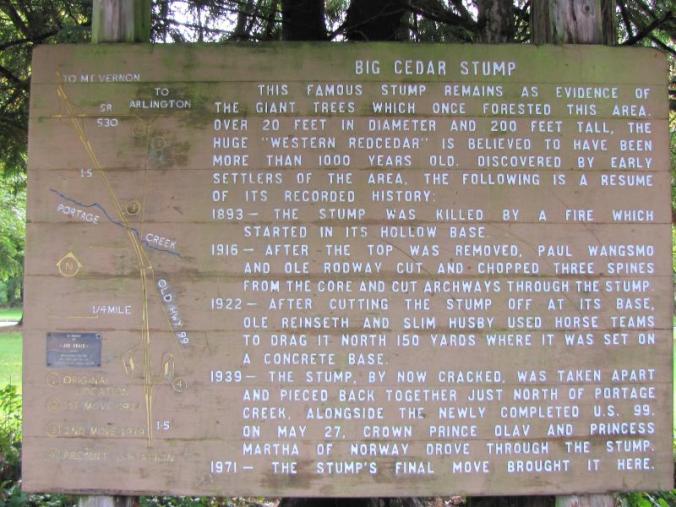 BIG CEDAR STUMP
THIS FAMOUS STUMP REMAINS AS EVIDENCE OF
THE GIANT TREES WHICH ONCE FORESTED THIS AREA.
OVER 20 FEET IN DIAMETER AND 200 FEET TALL, THE
HUGE "WESTERN REDCEDAR" IS BELIEVED TO HAVE BEEN
MORE THAN 1000 YEARS OLD. DISCOVERED BY EARLY
SETTLERS OF THE AREA, THE FOLLOWING IS A RESUME
OF ITS RECORDED HISTORY:
1893 — THE STUMP WAS KILLED BY A FIRE WHICH
STARTED IN ITS HOLLOW BASE.
1916 — AFTER THE TOP WAS REMOVED, PAUL WANGSMO
AND OLE RODWAY CUT AND CHOPPED THREE SPINES
FROM THE CORE AND CUT ARCHWAYS THROUGH THE STUMP.
1922 — AFTER CUTTING THE STUMP OFF AT ITS BASE,
OLE REINSETH AND SLIM HUSBY USED HORSE TEAMS
TO DRAG IT NORTH 150 YARDS WHERE IT WAS SET ON
A CONCRETE BASE.
1939 — THE STUMP, BY NOW CRACKED, WAS TAKEN APART
AND PIECED BACK TOGETHER JUST NORTH OF PORTAGE
CREEK, ALONGSIDE THE NEWLY COMPLETED U.S. 99.
ON MAY 27, CROWN PRINCE OLAV AND PRINCESS
MARTHA OF NORWAY DROVE THROUGH THE STUMP.
1971 — THE STUMP'S FINAL MOVE BROUGHT IT HERE.
TO MT. VERNON
TO
ARLINGTON
SR
530
I-5
3
PORTAGE
CREEK
N
OLD HWY. 99
1/4 MILE
4
I-5
1 ORIGINAL
LOCATION
1ST MOVE
3 2ND MOVE 1939
PRESENT LOCATION